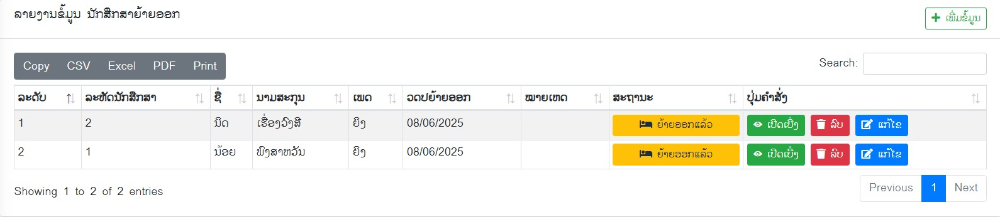 ລາຍງານຂໍ້ມູນ ນັກສຶກສາຍ້າຍອອກ
ເພີ່ມຂໍ້ມູນ
Copy CSV Excel PDF Print
Search:
ລະດັບ ລະຫັດນັກສຶກສາ ຊື່ ນາມສະກຸນ ເພດ ວດປຍ້າຍອອກ ໝາຍເຫດ ສະຖານະ ປຸ່ມຄຳສັ່ງ
1 2 ນິດ ເຮື່ອງວົງສີ ຍິງ 08/06/2025 ຍ້າຍອອກແລ້ວ ເປີດເບີ່ງ ລົບ ແກ້ໄຂ
2 1 ນ້ອຍ ພົງສາຫວັນ ຍິງ 08/06/2025 ຍ້າຍອອກແລ້ວ ເປີດເບີ່ງ ລົບ ແກ້ໄຂ
Showing 1 to 2 of 2 entries
Previous 1 Next